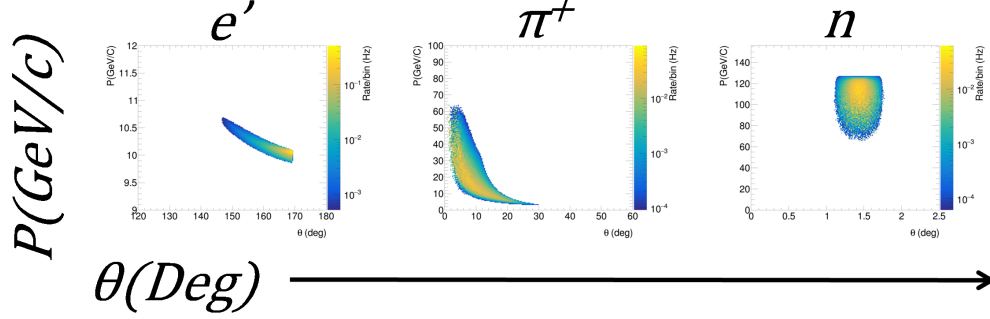 e' π⁺ n
P(GeV/c)
P(GeV/C)
12
11.5
11
10.5
10
9.5
9
120 130 140 150 160 170 180
θ (deg)
Rate/bin (Hz)
10⁻¹
10⁻²
10⁻³
P(GeV/C)
100
90
80
70
60
50
40
30
20
10
0
0 10 20 30 40 50 60
θ (deg)
Rate/bin (Hz)
10⁻²
10⁻³
10⁻⁴
P(GeV/C)
140
120
100
80
60
40
20
0
0 0.5 1 1.5 2 2.5
θ (deg)
Rate/bin (Hz)
10⁻²
10⁻³
10⁻⁴
θ(Deg)